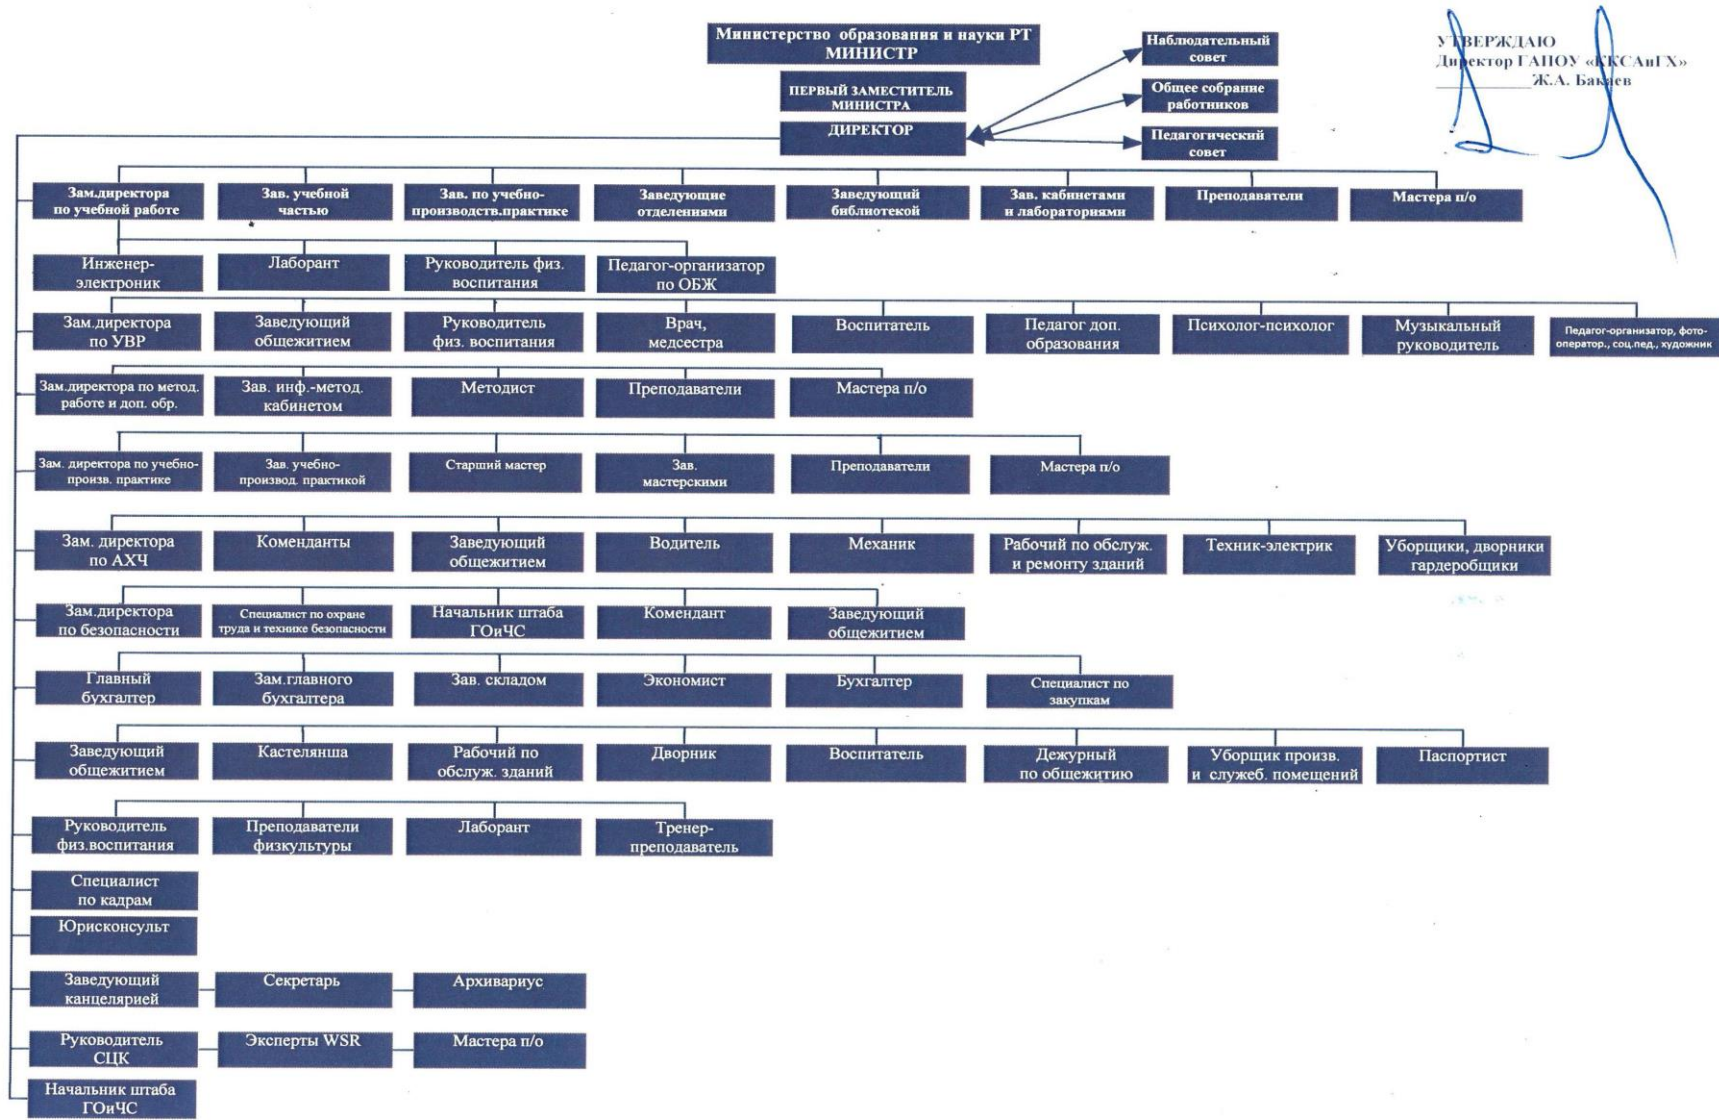 Министерство образования и науки РТ
МИНИСТР
ПЕРВЫЙ ЗАМЕСТИТЕЛЬ
МИНИСТРА
ДИРЕКТОР
Наблюдательный
совет
Общее собрание
работников
Педагогический
совет
УТВЕРЖДАЮ
Директор ГАПОУ «ККСАиГХ»
Ж.А. Бакаев
Зам.директора
по учебной работе
Зав. учебной
частью
Зав. по учебно-
производств.практике
Заведующие
отделениями
Заведующий
библиотекой
Зав. кабинетами
и лабораториями
Преподаватели
Мастера п/о
Инженер-
электроник
Лаборант
Руководитель физ.
воспитания
Педагог-организатор
по ОБЖ
Зам.директора
по УВР
Заведующий
общежитием
Руководитель
физ. воспитания
Врач,
медсестра
Воспитатель
Педагог доп.
образования
Психолог-психолог
Музыкальный
руководитель
Педагог-организатор, фото-
оператор., соц.пед., художник
Зам.директора по метод.
работе и доп. обр.
Зав. инф.-метод.
кабинетом
Методист
Преподаватели
Мастера п/о
Зам. директора по учебно-
произв. практике
Зав. учебно-
производ. практикой
Старший мастер
Зав.
мастерскими
Преподаватели
Мастера п/о
Зам. директора
по АХЧ
Коменданты
Заведующий
общежитием
Водитель
Механик
Рабочий по обслуж.
и ремонту зданий
Техник-электрик
Уборщики, дворники
гардеробщики
Зам.директора
по безопасности
Специалист по охране
труда и технике безопасности
Начальник штаба
ГОиЧС
Комендант
Заведующий
общежитием
Главный
бухгалтер
Зам.главного
бухгалтера
Зав. складом
Экономист
Бухгалтер
Специалист по
закупкам
Заведующий
общежитием
Кастелянша
Рабочий по
обслуж. зданий
Дворник
Воспитатель
Дежурный
по общежитию
Уборщик произв.
и служеб. помещений
Паспортист
Руководитель
физ.воспитания
Преподаватели
физкультуры
Лаборант
Тренер-
преподаватель
Специалист
по кадрам
Юрисконсульт
Заведующий
канцелярией
Секретарь
Архивариус
Руководитель
СЦК
Эксперты WSR
Мастера п/о
Начальник штаба
ГОиЧС